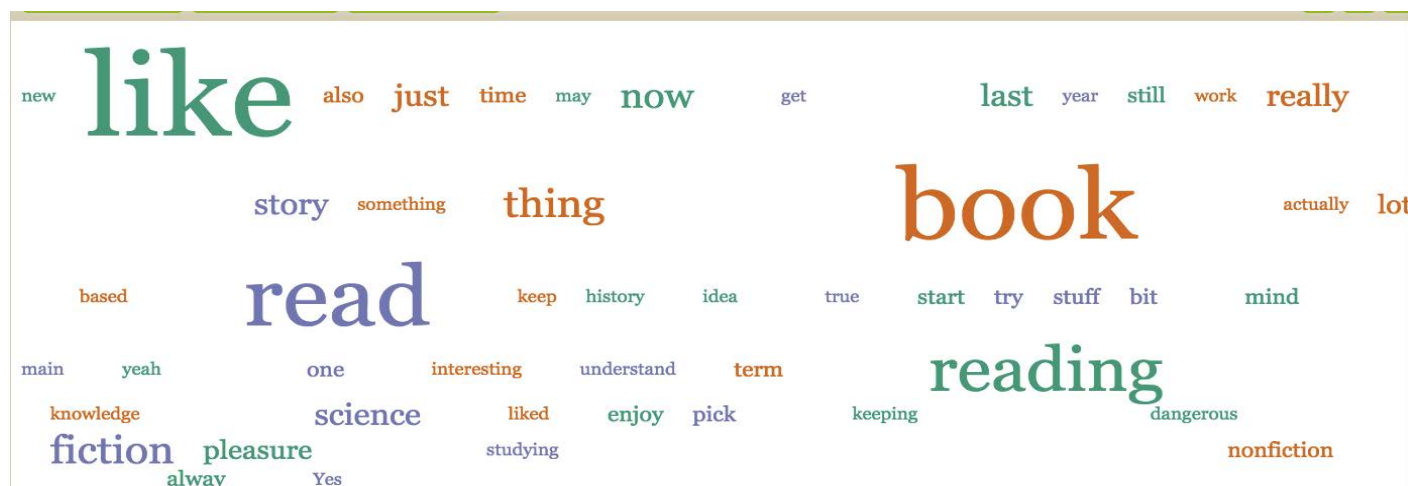 new like also just time may now get last year still work really
story something thing book actually lot
based read keep history idea true start try stuff bit mind
main yeah one interesting understand term reading
knowledge science liked enjoy pick keeping dangerous
fiction pleasure studying nonfiction
alway Yes